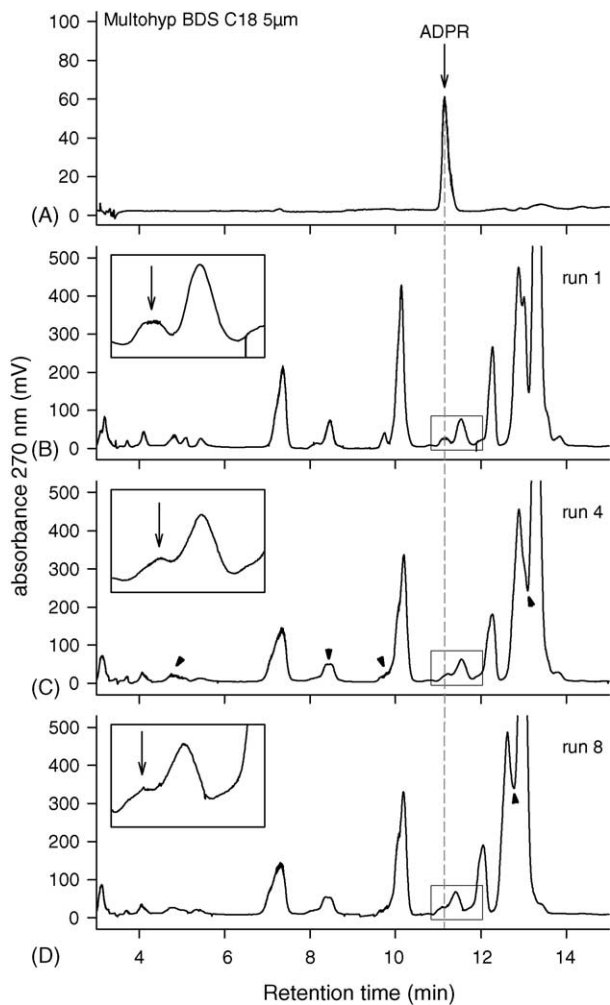 Multohyp BDS C18 5µm
ADPR
100
80
60
40
20
0
(A)
500
400
300
200
100
0
run 1
(B)
absorbance 270 nm (mV)
500
400
300
200
100
0
run 4
(C)
500
400
300
200
100
0
run 8
(D)
4 6 8 10 12 14
Retention time (min)